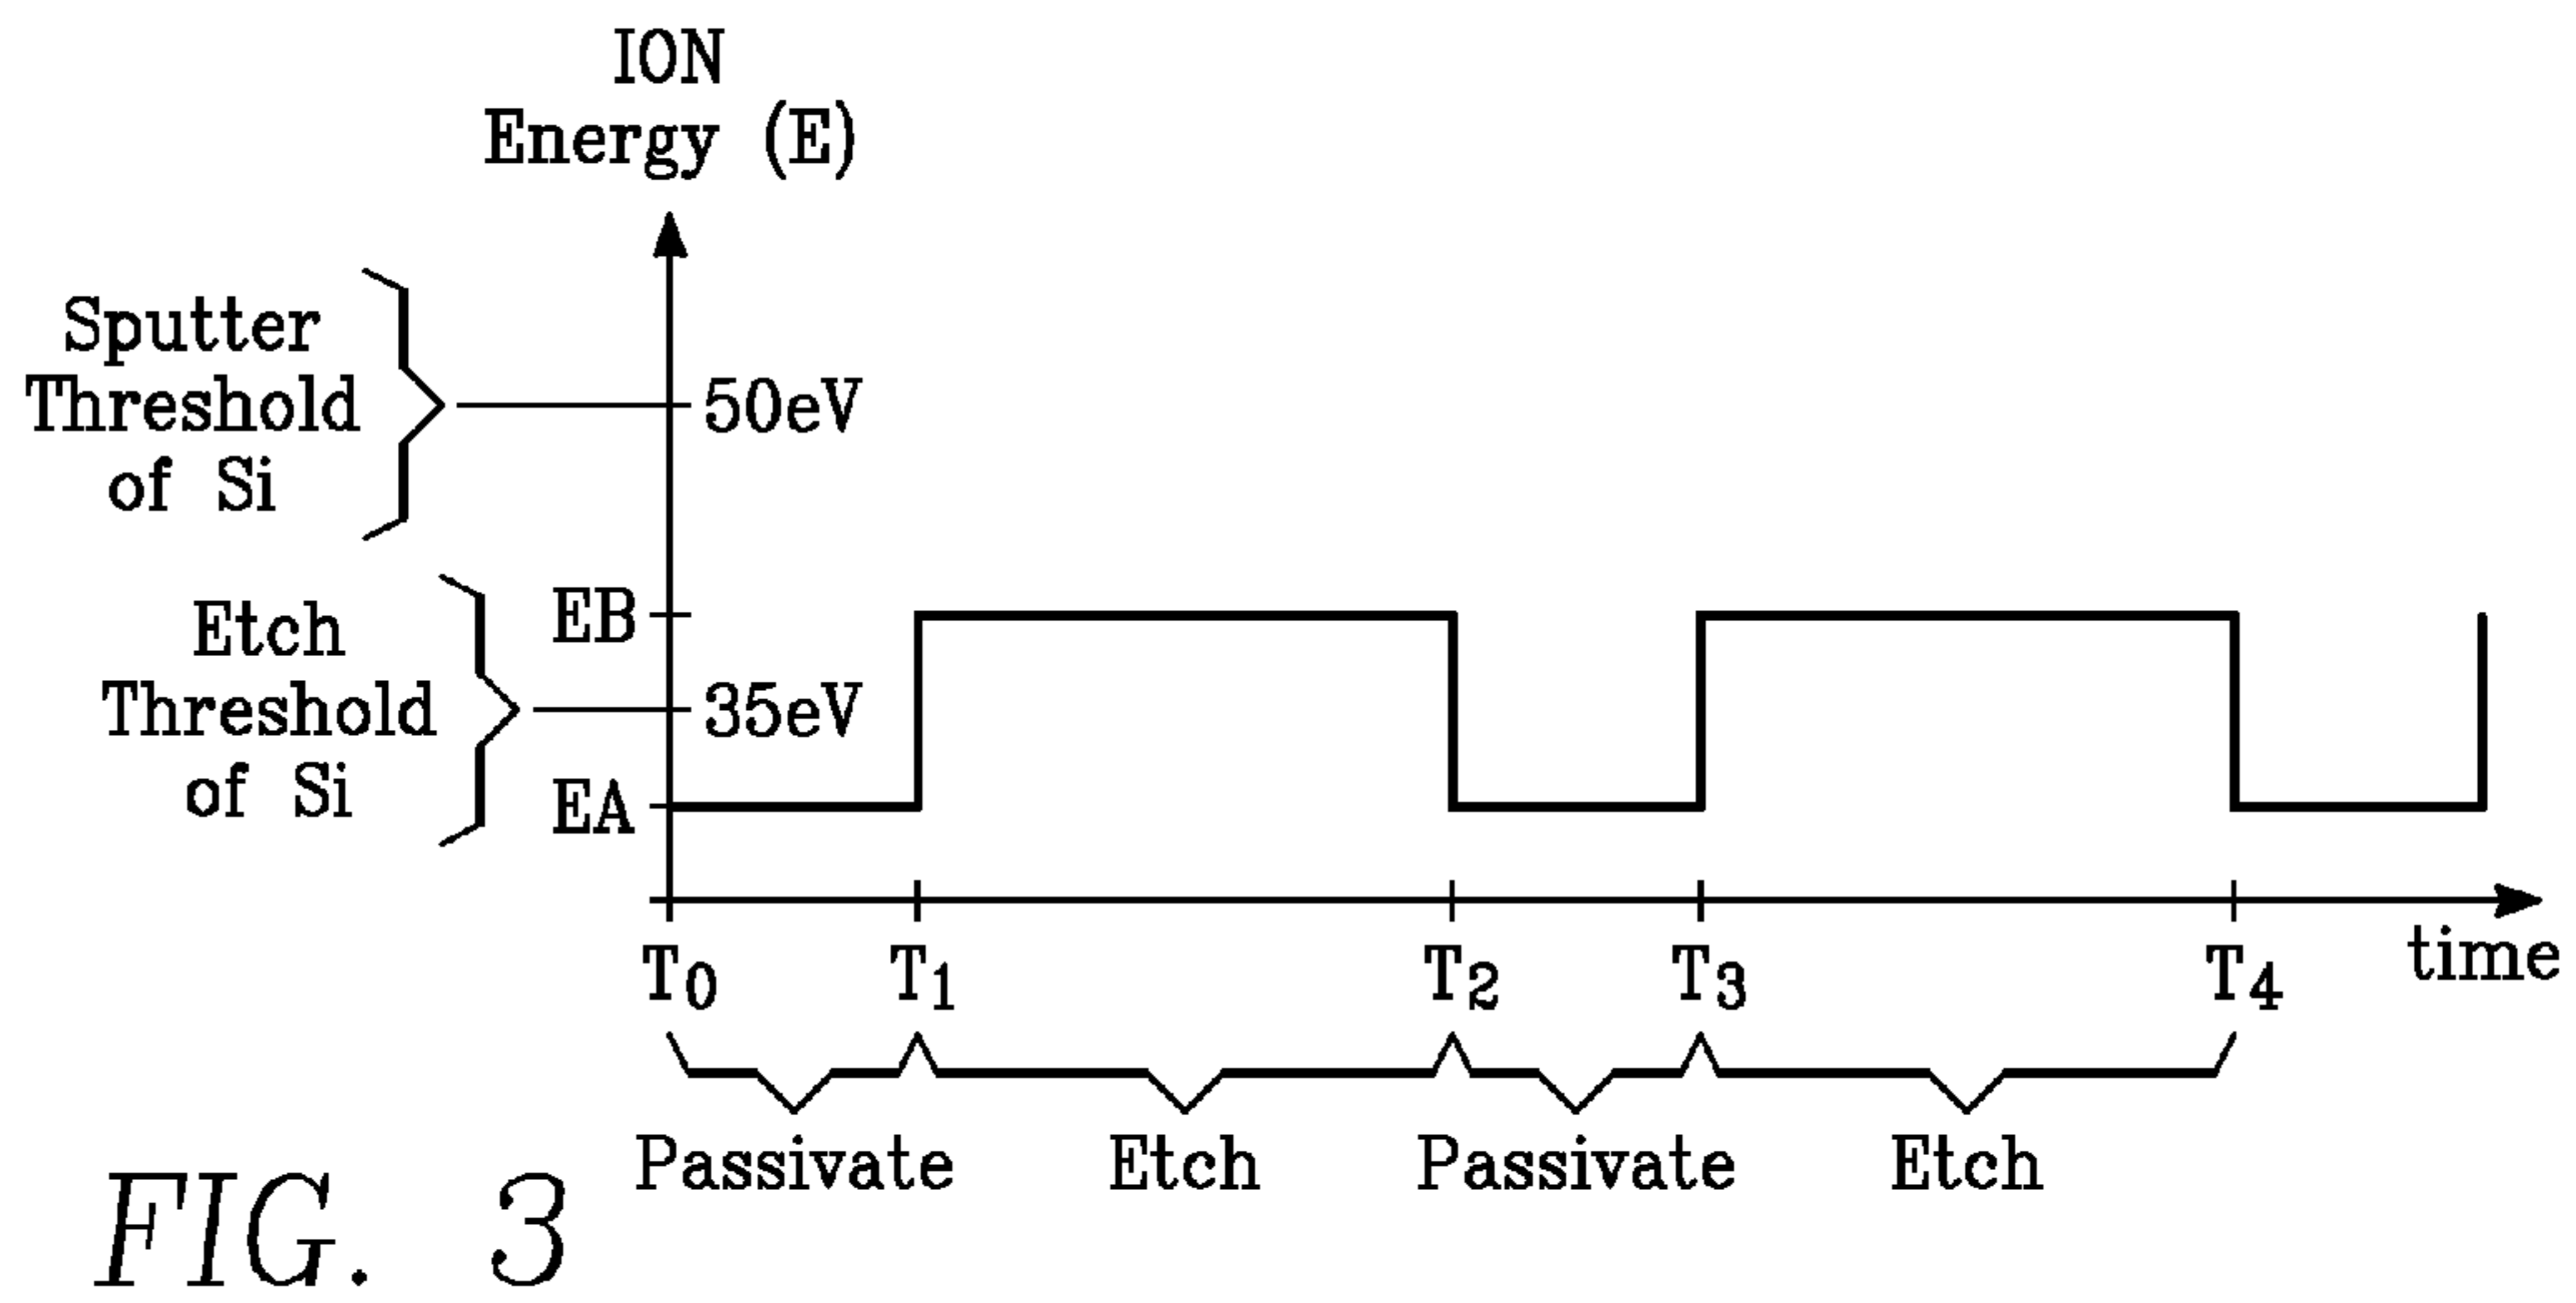 ION
Energy (E)
Sputter
Threshold
of Si
50eV
EB
Etch
Threshold
of Si
35eV
EA
T0 T1 T2 T3 T4
time
Passivate Etch Passivate Etch
FIG. 3